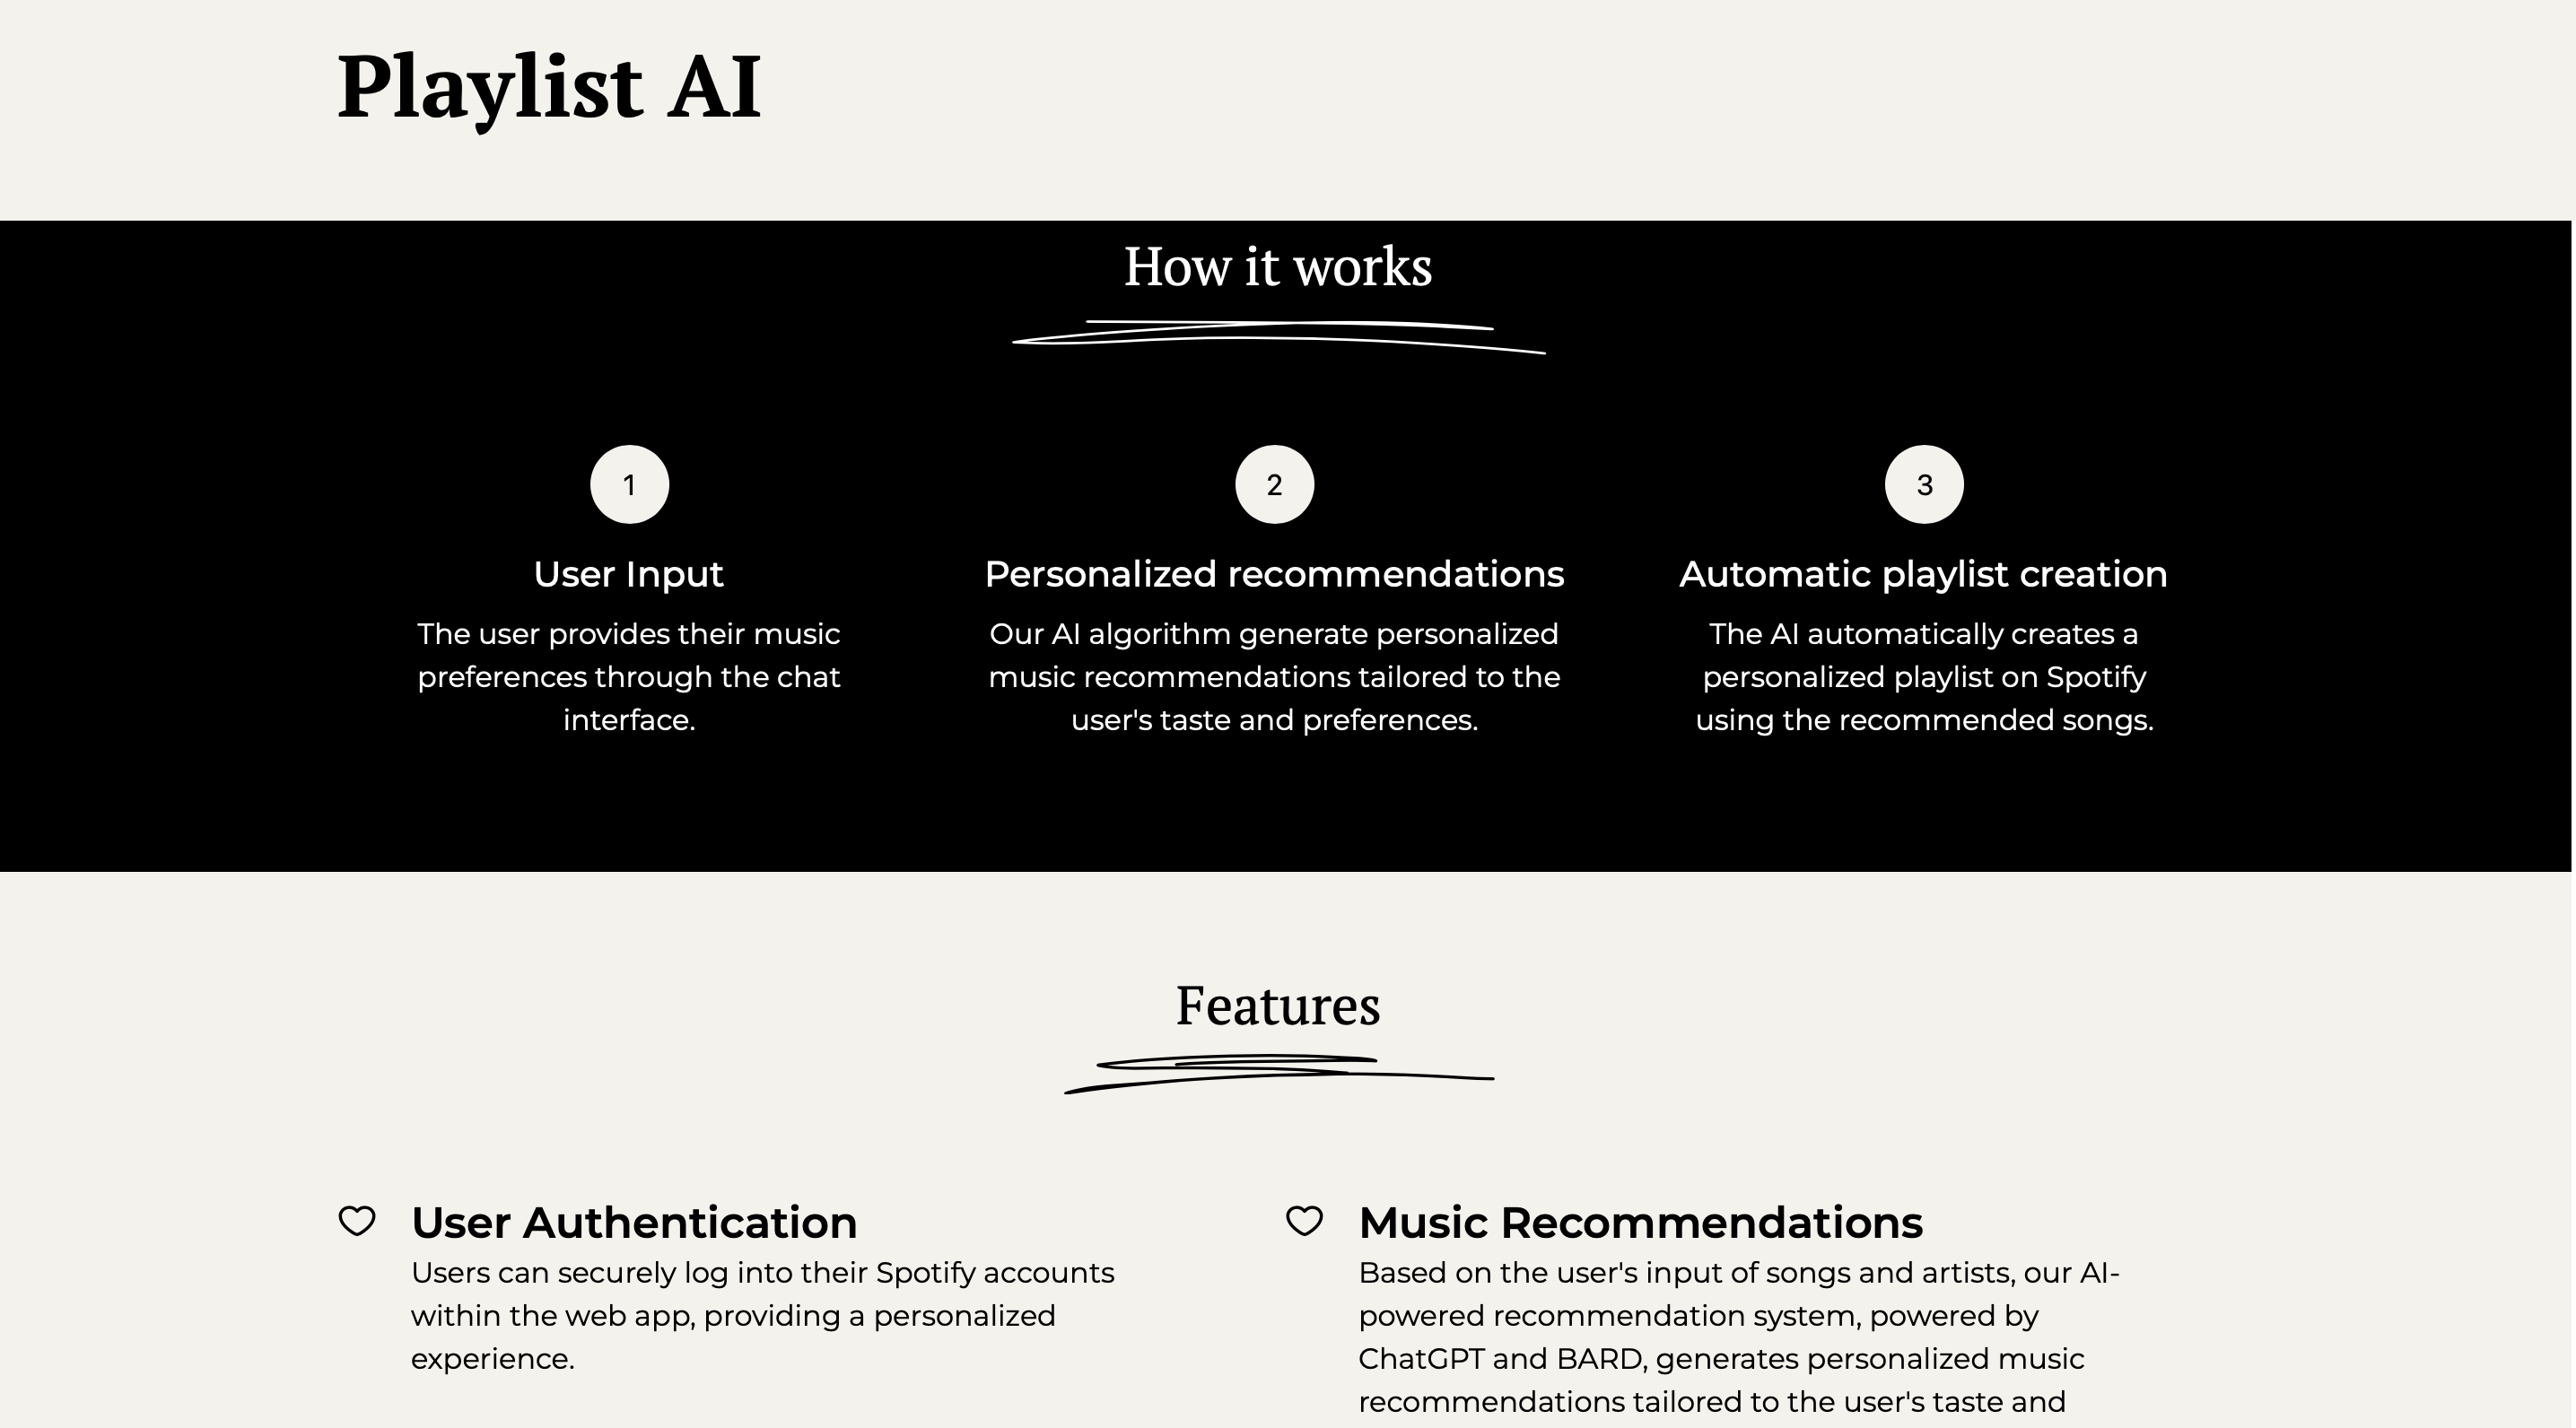 Playlist AI
How it works
1
User Input
The user provides their music
preferences through the chat
interface.
2
Personalized recommendations
Our AI algorithm generate personalized
music recommendations tailored to the
user's taste and preferences.
3
Automatic playlist creation
The AI automatically creates a
personalized playlist on Spotify
using the recommended songs.
Features
User Authentication
Users can securely log into their Spotify accounts
within the web app, providing a personalized
experience.
Music Recommendations
Based on the user's input of songs and artists, our AI-
powered recommendation system, powered by
ChatGPT and BARD, generates personalized music
recommendations tailored to the user's taste and